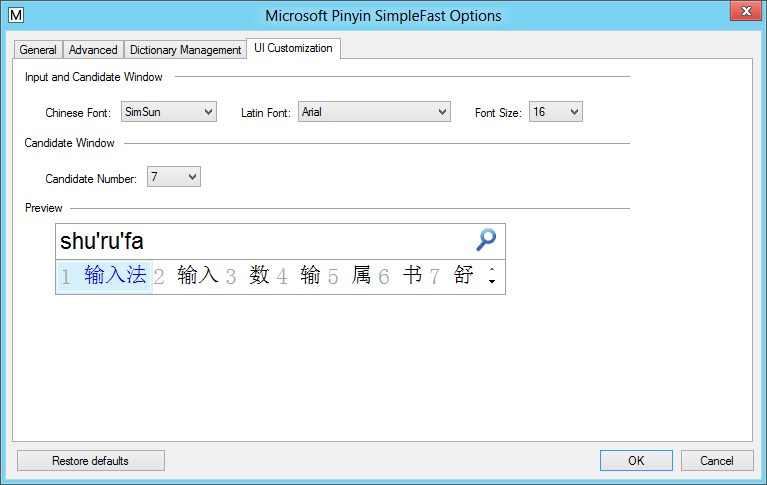 M Microsoft Pinyin SimpleFast Options
General Advanced Dictionary Management UI Customization
Input and Candidate Window
Chinese Font: SimSun Latin Font: Arial Font Size: 16
Candidate Window
Candidate Number: 7
Preview
shu'ru'fa
1 输入法 2 输入 3 数 4 输 5 属 6 书 7 舒
Restore defaults OK Cancel